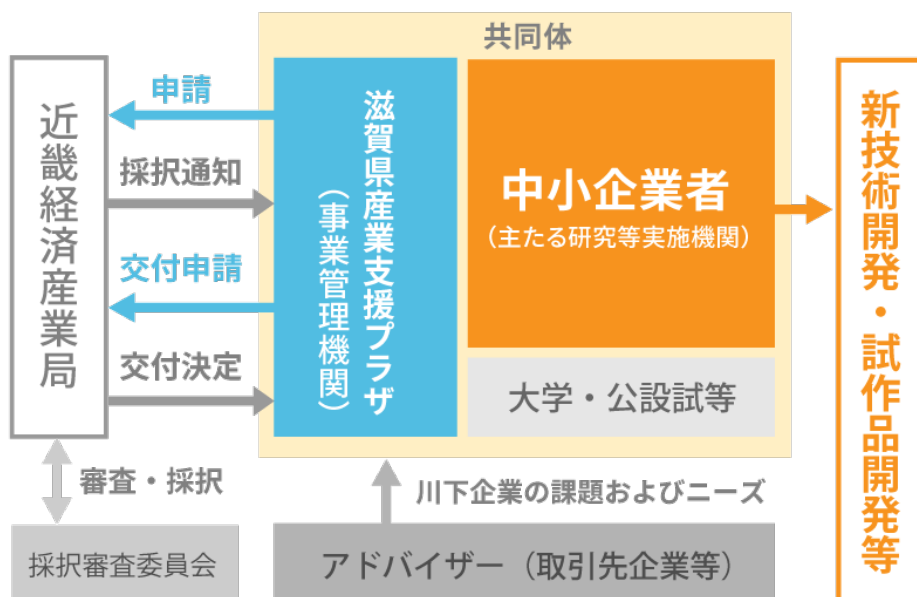 共同体
近畿経済産業局
申請
採択通知
交付申請
交付決定
滋賀県産業支援プラザ
（事業管理機関）
中小企業者
（主たる研究等実施機関）
大学・公設試等
新技術開発・試作品開発等
審査・採択
川下企業の課題およびニーズ
採択審査委員会
アドバイザー（取引先企業等）